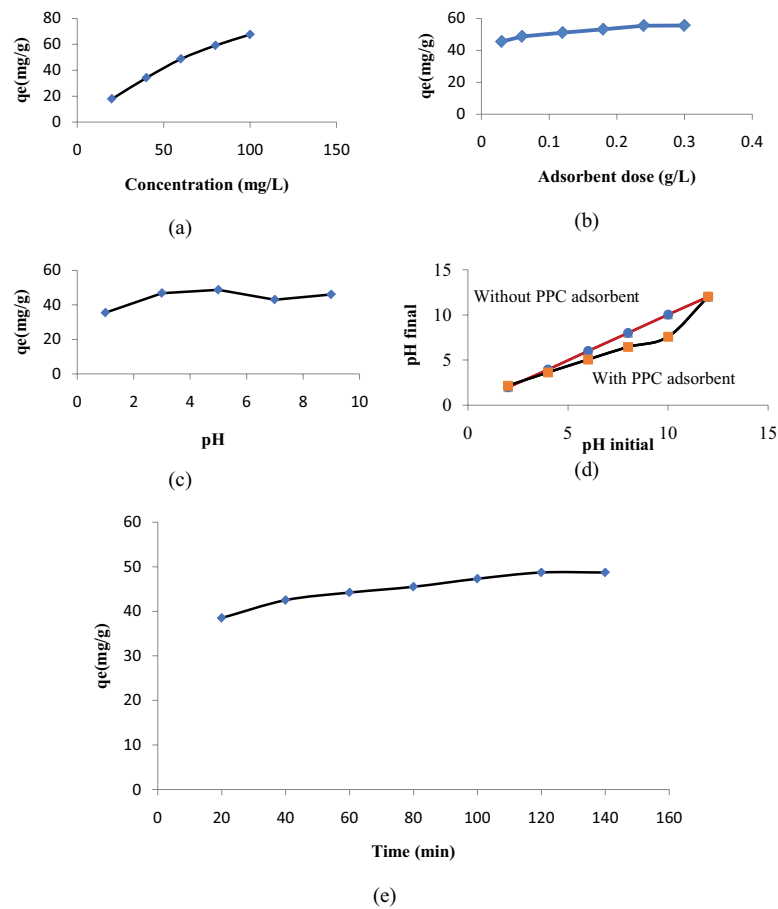 qe(mg/g)
80
60
40
20
0
0 50 100 150
Concentration (mg/L)
(a)
qe(mg/g)
60
40
20
0
0 0.1 0.2 0.3 0.4
Adsorbent dose (g/L)
(b)
qe(mg/g)
60
40
20
0
0 2 4 6 8 10
pH
(c)
pH final
15
10
5
0
Without PPC adsorbent
With PPC adsorbent
0 5 10 15
pH initial
(d)
qe(mg/g)
60
50
40
30
20
10
0
0 20 40 60 80 100 120 140 160
Time (min)
(e)